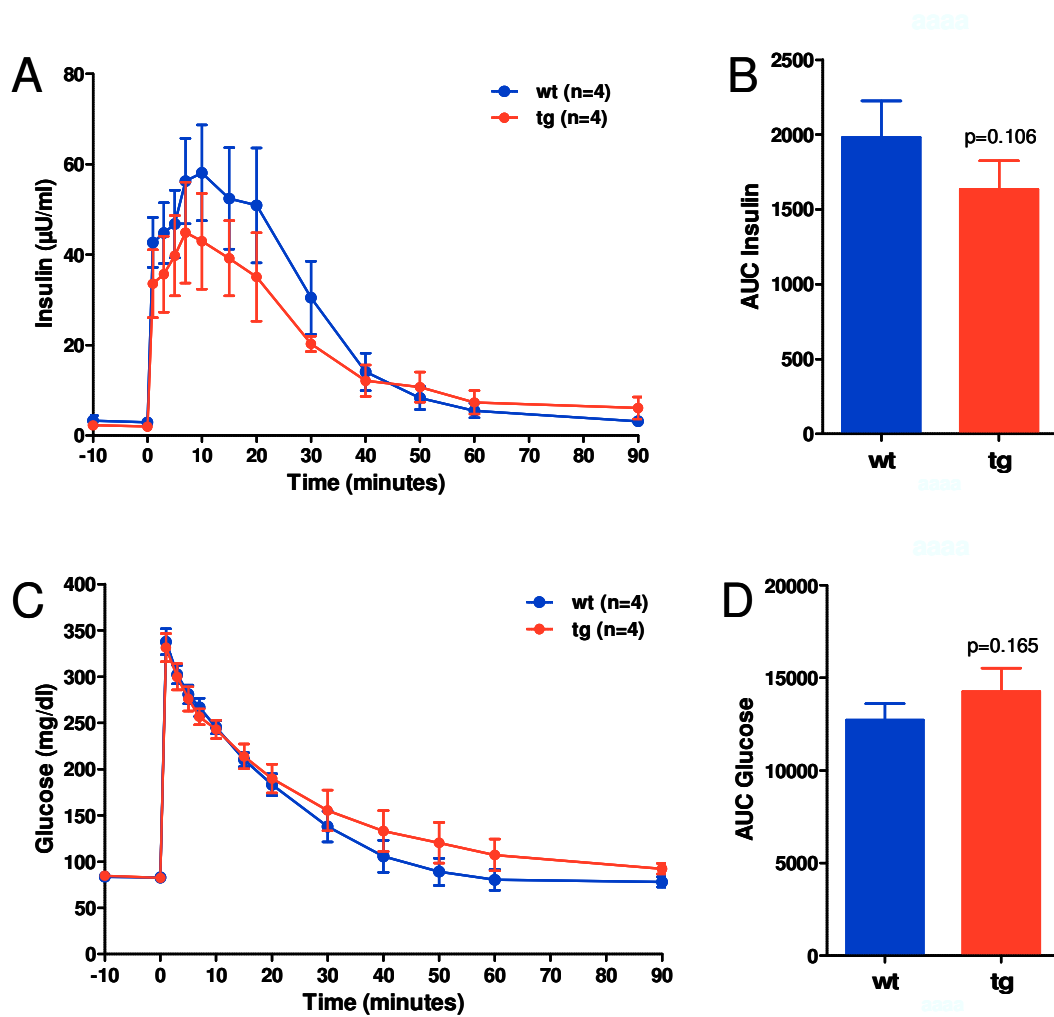 A
B
80
60
40
20
0
-10 0 10 20 30 40 50 60 70 80 90
Insulin (µU/ml)
Time (minutes)
wt (n=4)
tg (n=4)
2500
2000
1500
1000
500
0
AUC Insulin
p=0.106
wt tg
C
D
400
350
300
250
200
150
100
50
0
-10 0 10 20 30 40 50 60 70 80 90
Glucose (mg/dl)
Time (minutes)
wt (n=4)
tg (n=4)
20000
15000
10000
5000
0
AUC Glucose
p=0.165
wt tg